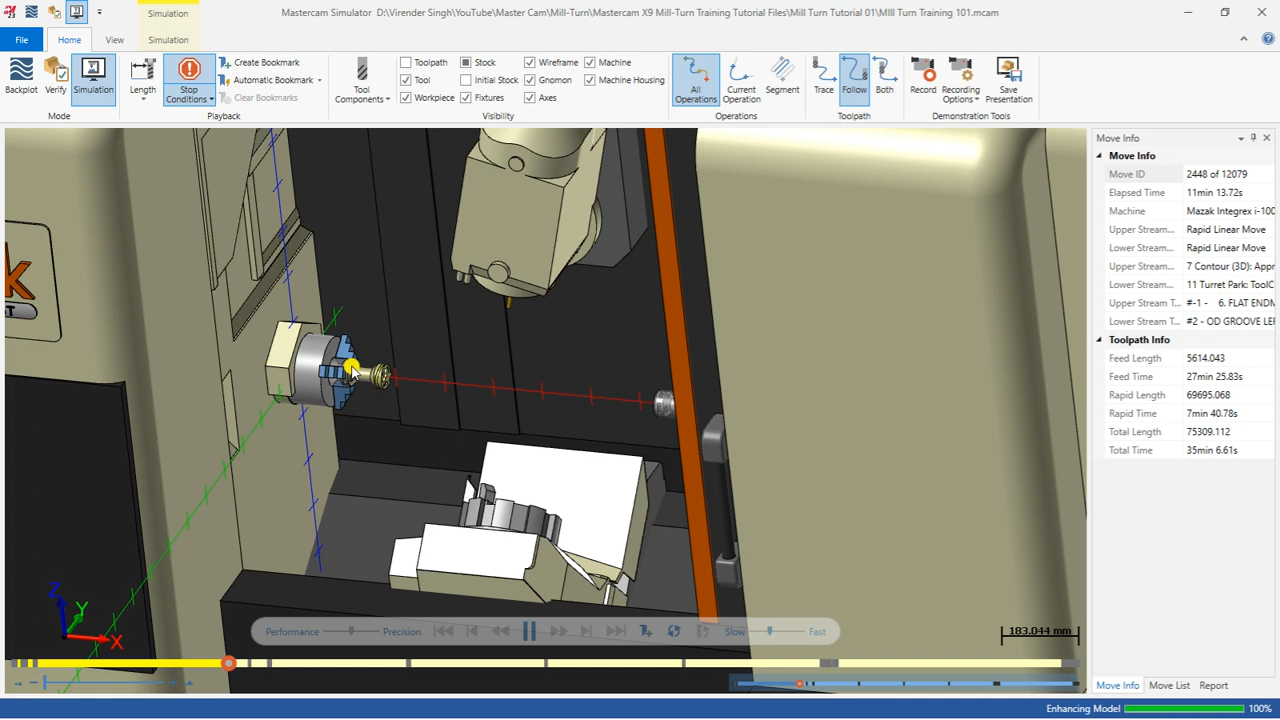 Simulation
Mastercam Simulator D:\Virender Singh\YouTube\Master Cam\Mill-Turn\Mastercam X9 Mill-Turn Training Tutorial Files\Mill Turn Tutorial 01\MIll Turn Training 101.mcam
File Home View Simulation
Backplot Verify Simulation
Mode
Length Stop Conditions
Create Bookmark
Automatic Bookmark
Clear Bookmarks
Playback
Tool Components
Toolpath Stock Wireframe Machine
Tool Initial Stock Gnomon Machine Housing
Workpiece Fixtures Axes
Visibility
All Operations Current Operation Segment
Operations
Trace Follow Both
Toolpath
Record Recording Options Save Presentation
Demonstration Tools
k
ST
Z
Y
X
Performance Precision Slow Fast
183.044 mm
Move Info
Move Info
Move ID 2448 of 12079
Elapsed Time 11min 13.72s
Machine Mazak Integrex i-100
Upper Stream... Rapid Linear Move
Lower Stream... Rapid Linear Move
Upper Stream... 7 Contour (3D): Appr
Lower Stream... 11 Turret Park: ToolC
Upper Stream T... #-1 - 6. FLAT ENDM
Lower Stream T... #2 - OD GROOVE LEF
Toolpath Info
Feed Length 5614.043
Feed Time 27min 25.83s
Rapid Length 69695.068
Rapid Time 7min 40.78s
Total Length 75309.112
Total Time 35min 6.61s
Move Info Move List Report
Enhancing Model 100%